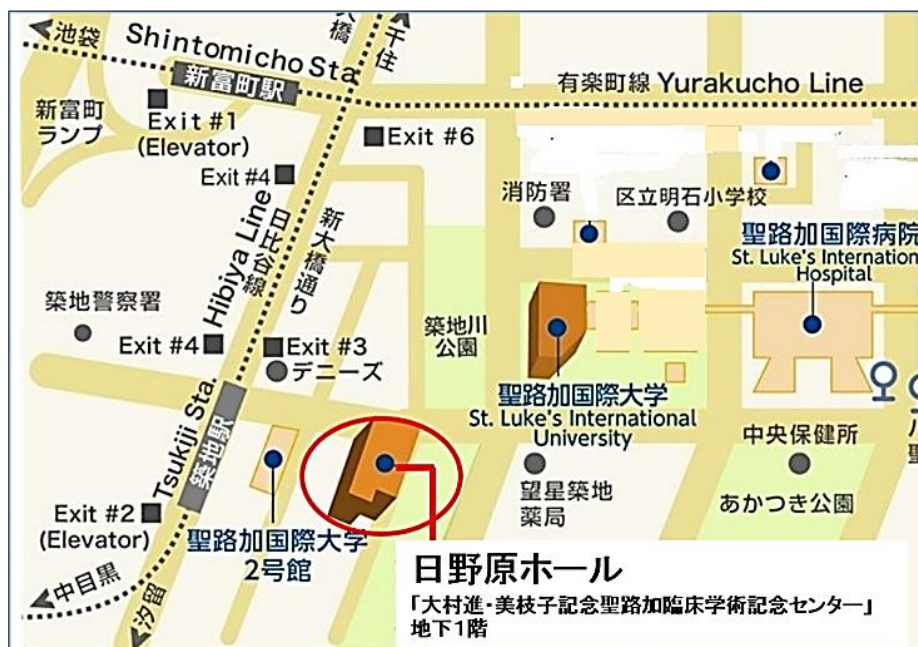 池袋
Shintomicho Sta.
新富町駅
大橋
千住
有楽町線 Yurakucho Line
新富町
ランプ
Exit #1
(Elevator)
Exit #6
Exit #4
Hibiya Line
日比谷線
新大橋通り
消防署
区立明石小学校
聖路加国際病院
St. Luke's Internation
Hospital
築地警察署
Exit #4
Exit #3
デニーズ
築地川
公園
聖路加国際大学
St. Luke's International
University
Tsukiji Sta.
築地駅
中央保健所
望星築地
薬局
あかつき公園
Exit #2
(Elevator)
聖路加国際大学
2号館
中目黒
汐留
日野原ホール
「大村進・美枝子記念聖路加臨床学術記念センター」
地下1階